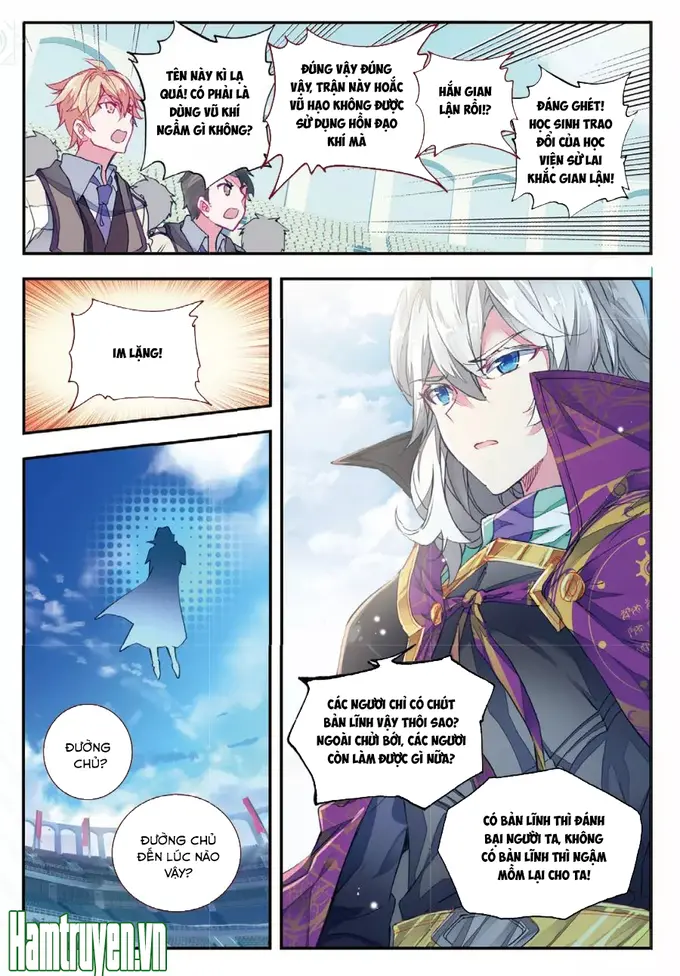 TÊN NÀY KÌ LẠ
QUÁ! CÓ PHẢI LÀ
DÙNG VŨ KHÍ
NGẦM GÌ KHÔNG?
ĐÚNG VẬY ĐÚNG
VẬY, TRẬN NÀY HOẮC
VŨ HẠO KHÔNG ĐƯỢC
SỬ DỤNG HỒN ĐẠO
KHÍ MÀ
HẮN GIAN
LẬN RỒI!?
ĐÁNG GHÉT!
HỌC SINH TRAO
ĐỔI CỦA HỌC
VIỆN SỬ LAI
KHẮC GIAN LẬN!
IM LẶNG!
ĐƯỜNG
CHỦ?
ĐƯỜNG CHỦ
ĐẾN LÚC NÀO
VẬY?
CÁC NGƯƠI CHỈ CÓ CHÚT
BẢN LĨNH VẬY THÔI SAO?
NGOÀI CHỬI BỚI, CÁC NGƯƠI
CÒN LÀM ĐƯỢC GÌ NỮA?
CÓ BẢN LĨNH THÌ ĐÁNH
BẠI NGƯỜI TA, KHÔNG
CÓ BẢN LĨNH THÌ NGẬM
MỒM LẠI CHO TA!
Hamtruyen.vn